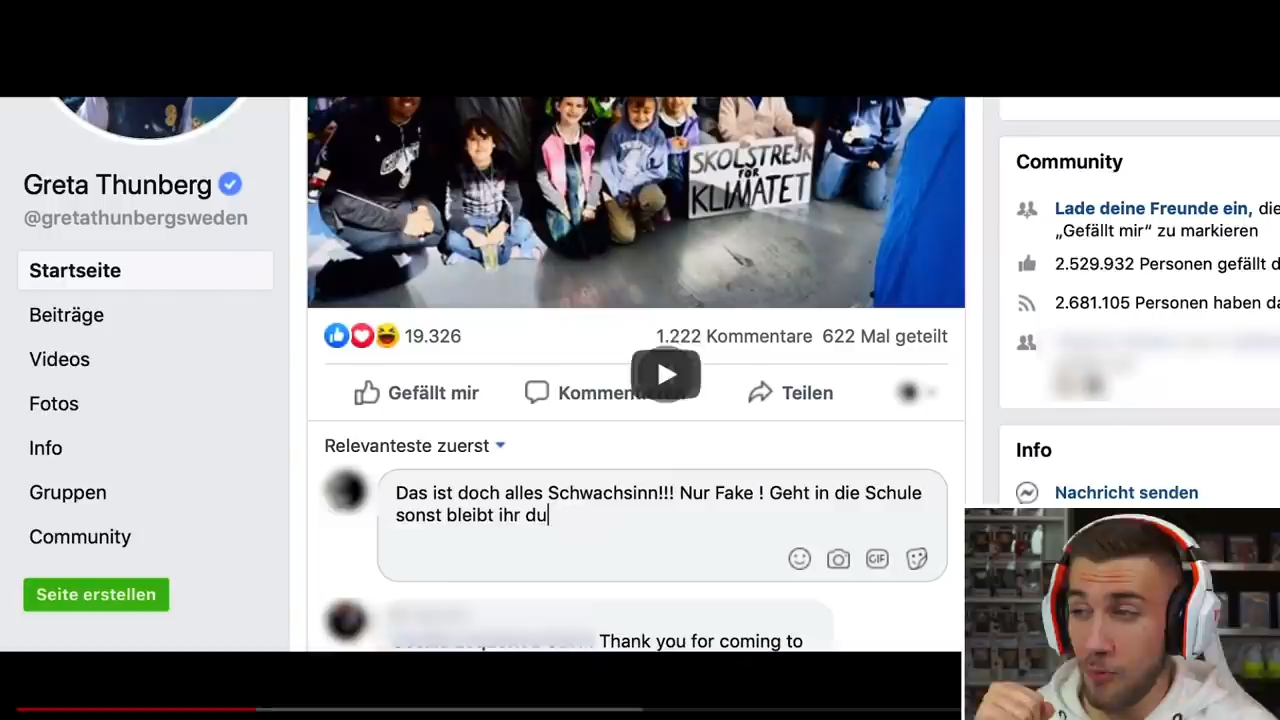 Greta Thunberg
@gretathunbergsweden
Startseite
Beiträge
Videos
Fotos
Info
Gruppen
Community
Seite erstellen
SKOLSTREJK
FÖR
KLIMATET
19.326
1.222 Kommentare 622 Mal geteilt
Gefällt mir
Kommentieren
Teilen
Relevanteste zuerst
Das ist doch alles Schwachsinn!!! Nur Fake ! Geht in die Schule
sonst bleibt ihr du
GIF
Thank you for coming to
Community
Lade deine Freunde ein, die
„Gefällt mir“ zu markieren
2.529.932 Personen gefällt d
2.681.105 Personen haben da
Info
Nachricht senden